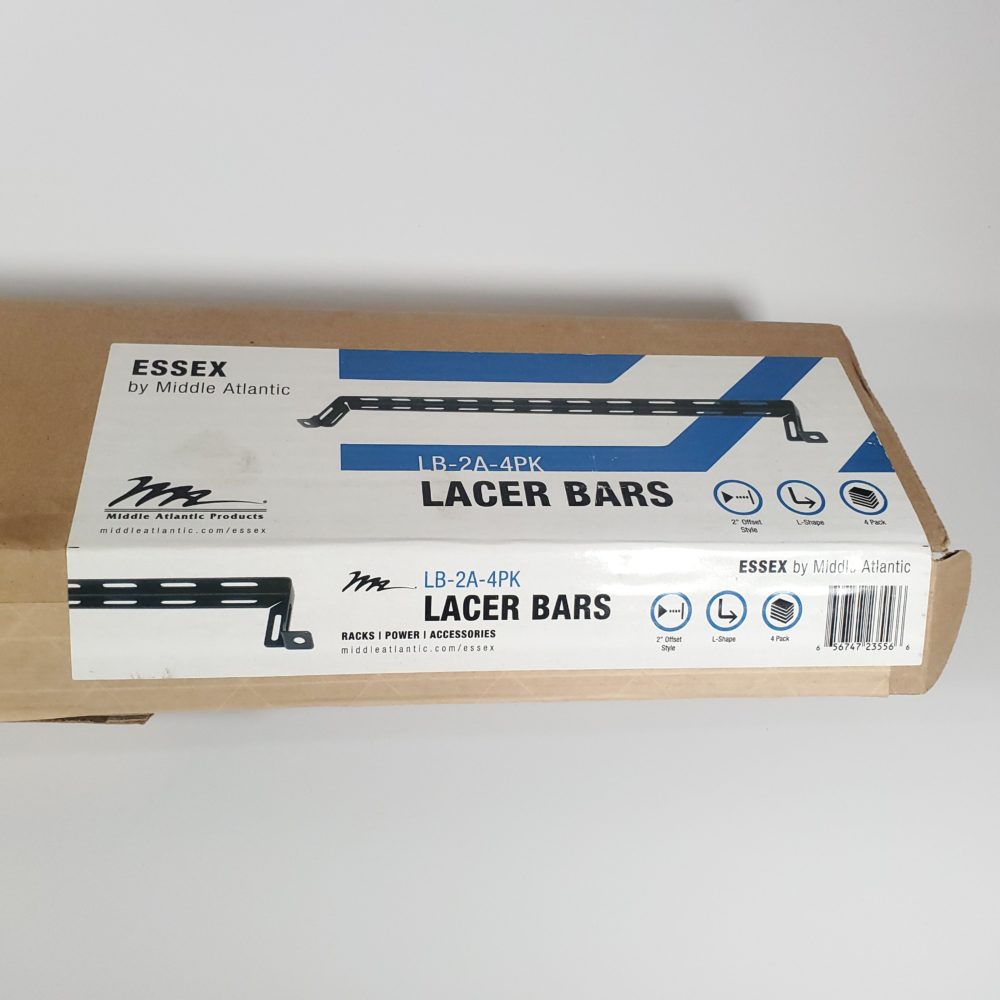 ESSEX
by Middle Atlantic
LB-2A-4PK
LACER BARS
Middle Atlantic Products
middleatlantic.com/essex
2" Offset
Style
L-Shape
4 Pack
LB-2A-4PK
LACER BARS
RACKS | POWER | ACCESSORIES
middleatlantic.com/essex
ESSEX by Middle Atlantic
2" Offset
Style
L-Shape
4 Pack
6 56747 23556 6